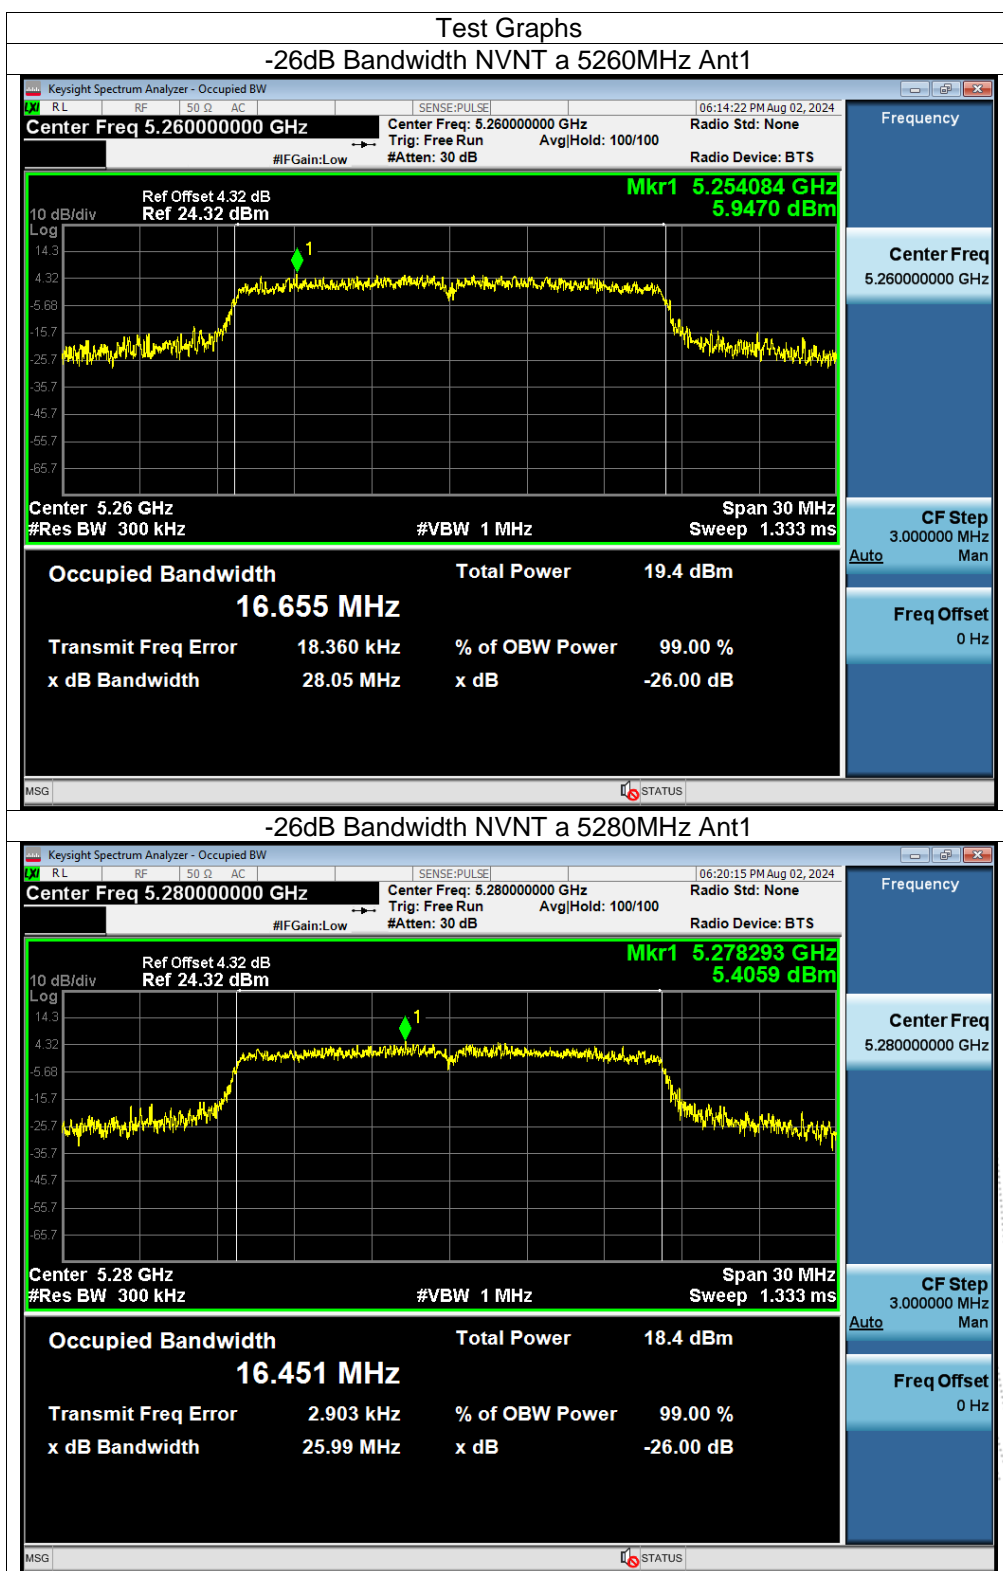 Test Graphs
-26dB Bandwidth NVNT a 5260MHz Ant1
Keysight Spectrum Analyzer - Occupied BW
LXI RL RF 50 Ω AC SENSE:PULSE 06:14:22 PM Aug 02, 2024
Center Freq 5.260000000 GHz
Center Freq: 5.260000000 GHz
Radio Std: None
Trig: Free Run Avg|Hold: 100/100
#IFGain:Low #Atten: 30 dB Radio Device: BTS
Frequency
Mkr1 5.254084 GHz
5.9470 dBm
Ref Offset 4.32 dB
10 dB/div Ref 24.32 dBm
Log
14.3
4.32
-5.68
-15.7
-25.7
-35.7
-45.7
-55.7
-65.7
1
Center 5.26 GHz Span 30 MHz
#Res BW 300 kHz #VBW 1 MHz Sweep 1.333 ms
Center Freq
5.260000000 GHz
CF Step
3.000000 MHz
Auto Man
Freq Offset
0 Hz
Occupied Bandwidth Total Power 19.4 dBm
16.655 MHz
Transmit Freq Error 18.360 kHz % of OBW Power 99.00 %
x dB Bandwidth 28.05 MHz x dB -26.00 dB
MSG STATUS
-26dB Bandwidth NVNT a 5280MHz Ant1
Keysight Spectrum Analyzer - Occupied BW
LXI RL RF 50 Ω AC SENSE:PULSE 06:20:15 PM Aug 02, 2024
Center Freq 5.280000000 GHz
Center Freq: 5.280000000 GHz
Radio Std: None
Trig: Free Run Avg|Hold: 100/100
#IFGain:Low #Atten: 30 dB Radio Device: BTS
Frequency
Mkr1 5.278293 GHz
5.4059 dBm
Ref Offset 4.32 dB
10 dB/div Ref 24.32 dBm
Log
14.3
4.32
-5.68
-15.7
-25.7
-35.7
-45.7
-55.7
-65.7
1
Center 5.28 GHz Span 30 MHz
#Res BW 300 kHz #VBW 1 MHz Sweep 1.333 ms
Center Freq
5.280000000 GHz
CF Step
3.000000 MHz
Auto Man
Freq Offset
0 Hz
Occupied Bandwidth Total Power 18.4 dBm
16.451 MHz
Transmit Freq Error 2.903 kHz % of OBW Power 99.00 %
x dB Bandwidth 25.99 MHz x dB -26.00 dB
MSG STATUS